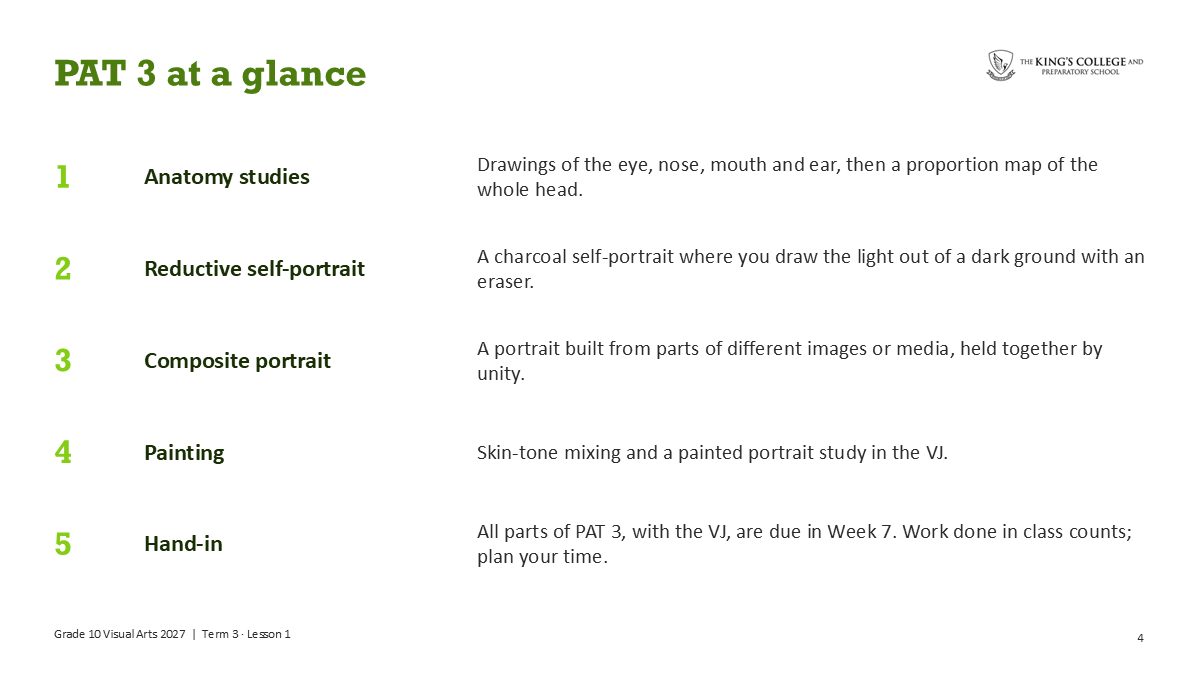 PAT 3 at a glance
THE KING'S COLLEGE AND
PREPARATORY SCHOOL
1
Anatomy studies
Drawings of the eye, nose, mouth and ear, then a proportion map of the
whole head.
2
Reductive self-portrait
A charcoal self-portrait where you draw the light out of a dark ground with an
eraser.
3
Composite portrait
A portrait built from parts of different images or media, held together by
unity.
4
Painting
Skin-tone mixing and a painted portrait study in the VJ.
5
Hand-in
All parts of PAT 3, with the VJ, are due in Week 7. Work done in class counts;
plan your time.
Grade 10 Visual Arts 2027 | Term 3 · Lesson 1
4